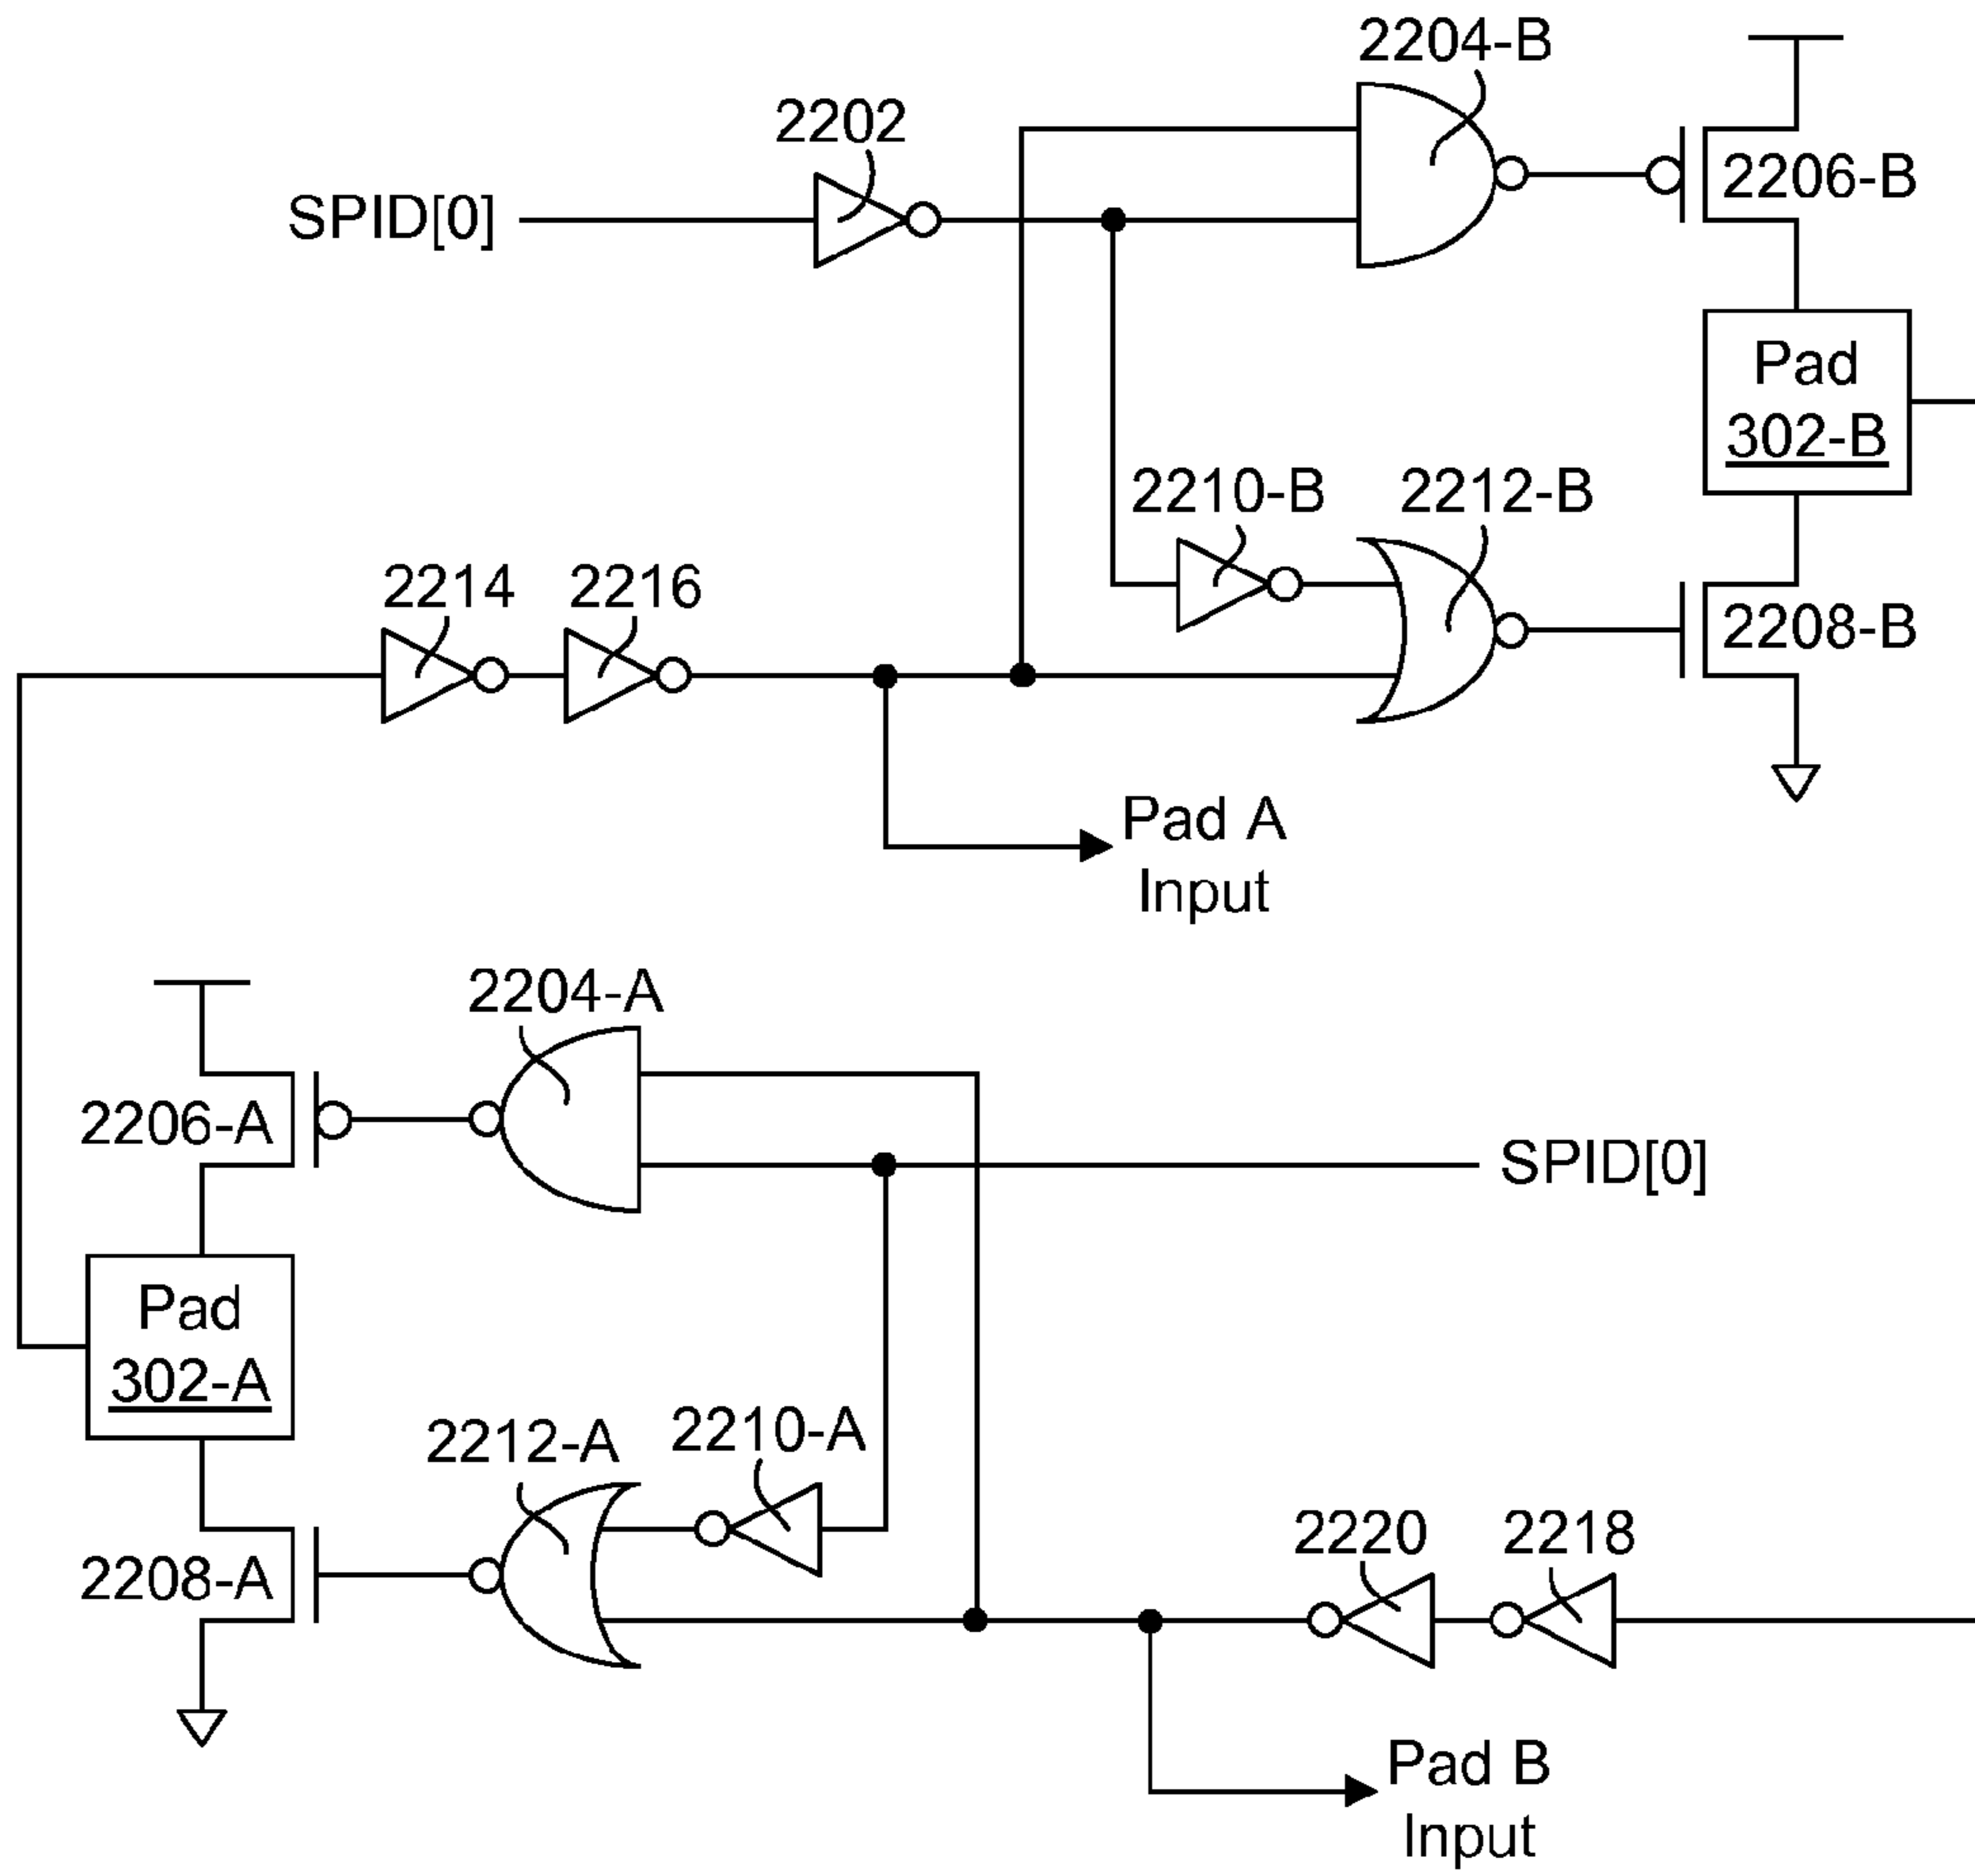 2204-B
2202
2206-B
SPID[0]
Pad
302-B
2210-B
2212-B
2214
2216
2208-B
Pad A
Input
2204-A
2206-A
SPID[0]
Pad
302-A
2212-A
2210-A
2220
2218
2208-A
Pad B
Input